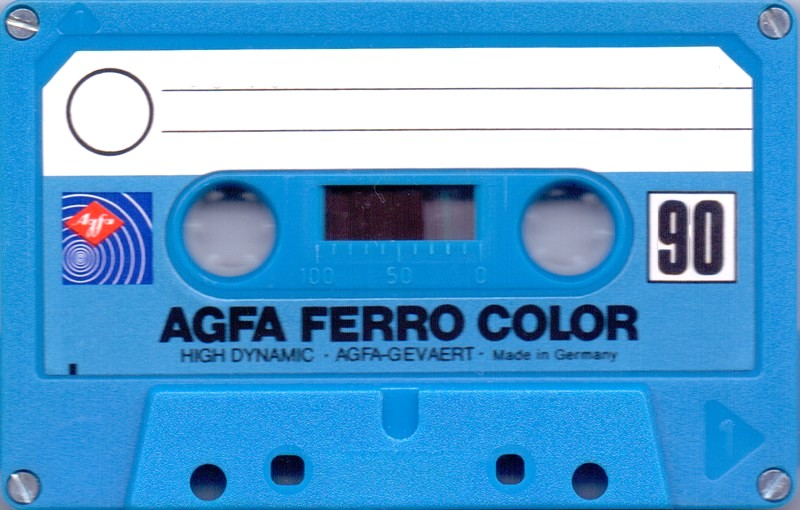 Agfa
90
100 50 0
AGFA FERRO COLOR
HIGH DYNAMIC · AGFA-GEVAERT · Made in Germany
1